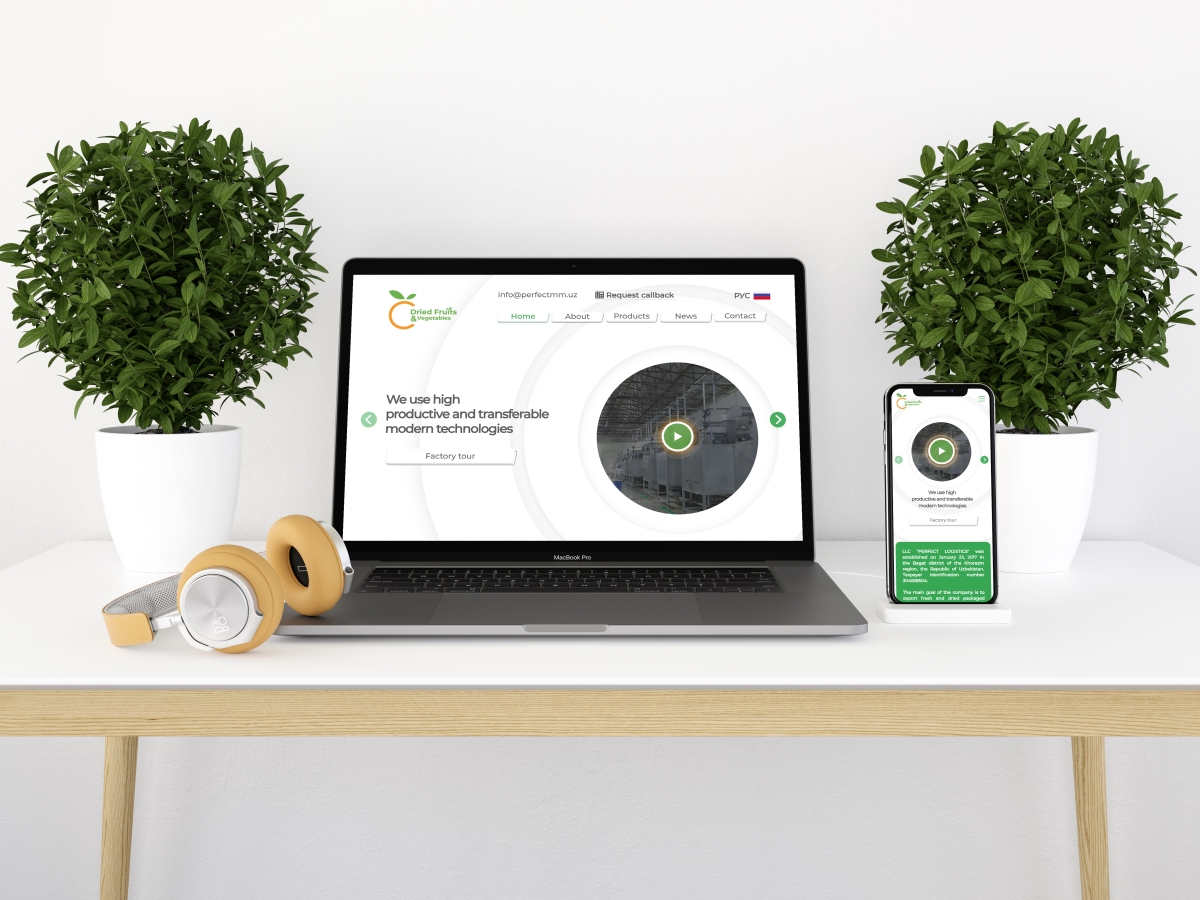 Dried Fruits
&Vegetables
info@perfectmm.uz
Request callback
РУС
Home
About
Products
News
Contact
We use high
productive and transferable
modern technologies
Factory tour
MacBook Pro
We use high
productive and transferable
modern technologies
Factory tour
LLC "PERFECT LOGISTICS" was
established on January 23, 2017 in
the Bagat district of the Khorezm
region, the Republic of Uzbekistan.
Taxpayer identification number
The main goal of the company is to
export fresh and dried packaged